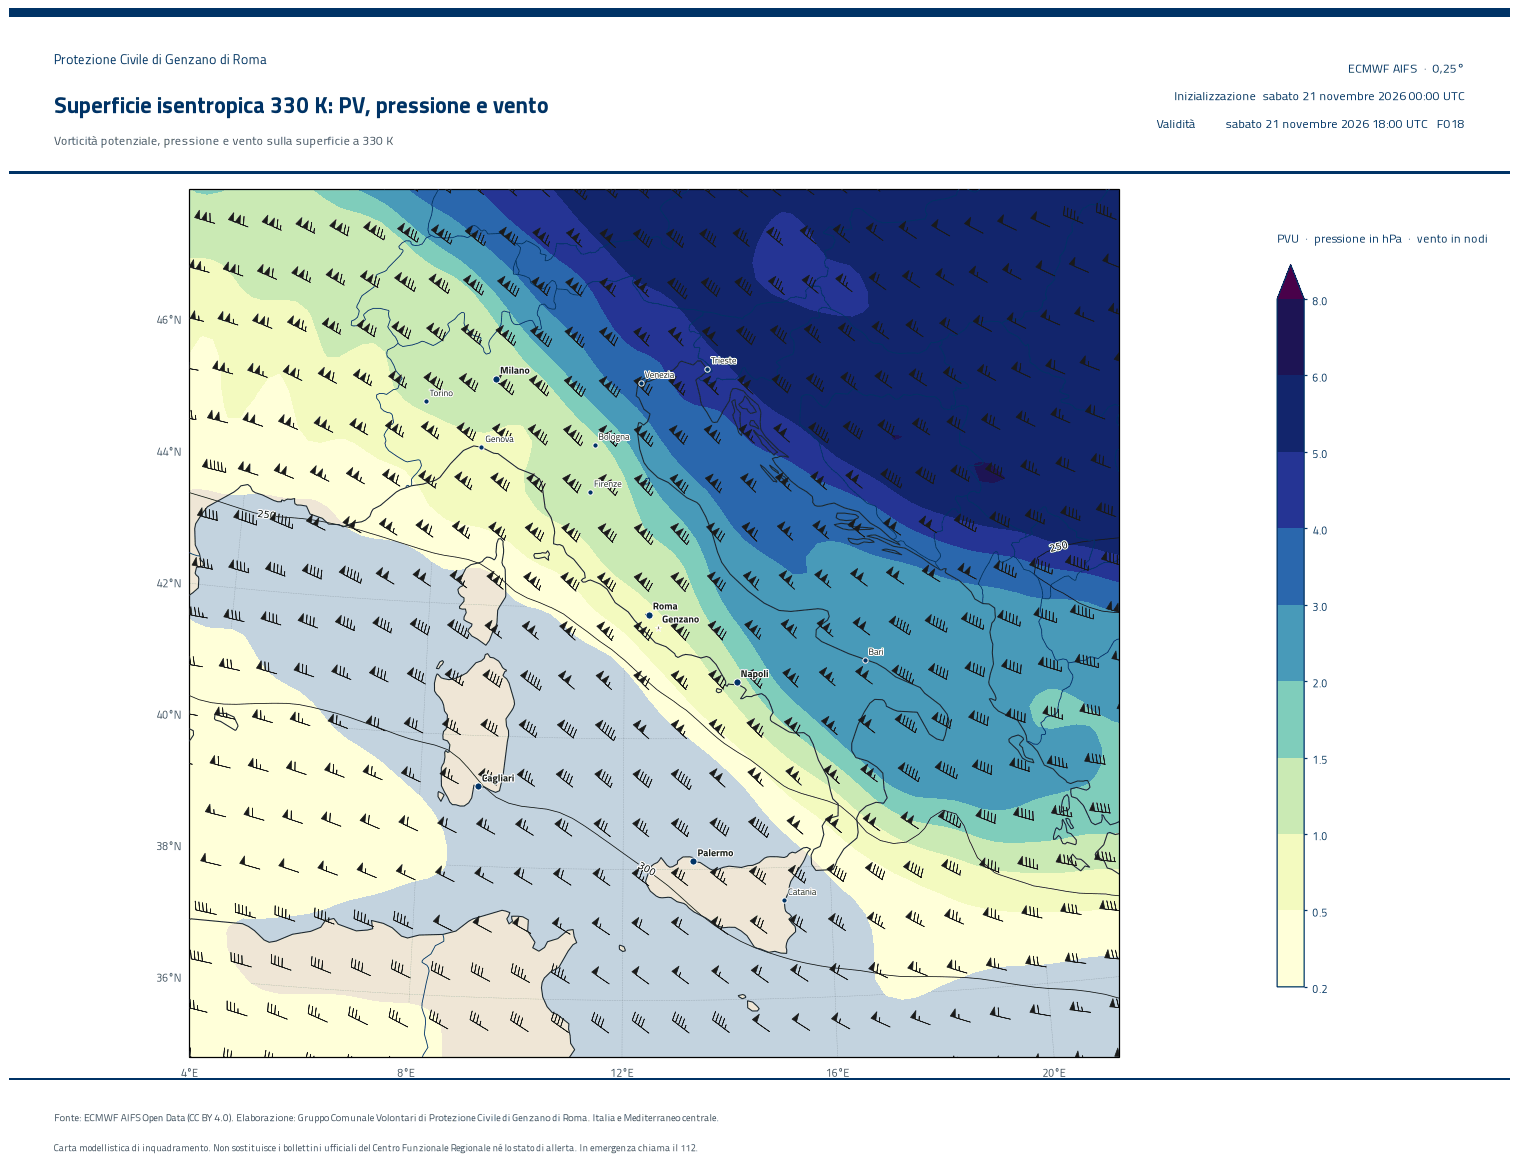 Protezione Civile di Genzano di Roma
Superficie isentropica 330 K: PV, pressione e vento
Vorticità potenziale, pressione e vento sulla superficie a 330 K
ECMWF AIFS · 0,25°
Inizializzazione sabato 21 novembre 2026 00:00 UTC
Validità sabato 21 novembre 2026 18:00 UTC F018
PVU · pressione in hPa · vento in nodi
8.0
6.0
5.0
4.0
3.0
2.0
1.5
1.0
0.5
0.2
46°N
44°N
42°N
40°N
38°N
36°N
4°E
8°E
12°E
16°E
20°E
Trieste
Venezia
Milano
Torino
Genova
Bologna
Firenze
250
250
Roma
Genzano
Bari
Napoli
Cagliari
Palermo
300
Catania
Fonte: ECMWF AIFS Open Data (CC BY 4.0). Elaborazione: Gruppo Comunale Volontari di Protezione Civile di Genzano di Roma. Italia e Mediterraneo centrale.
Carta modellistica di inquadramento. Non sostituisce i bollettini ufficiali del Centro Funzionale Regionale né lo stato di allerta. In emergenza chiama il 112.